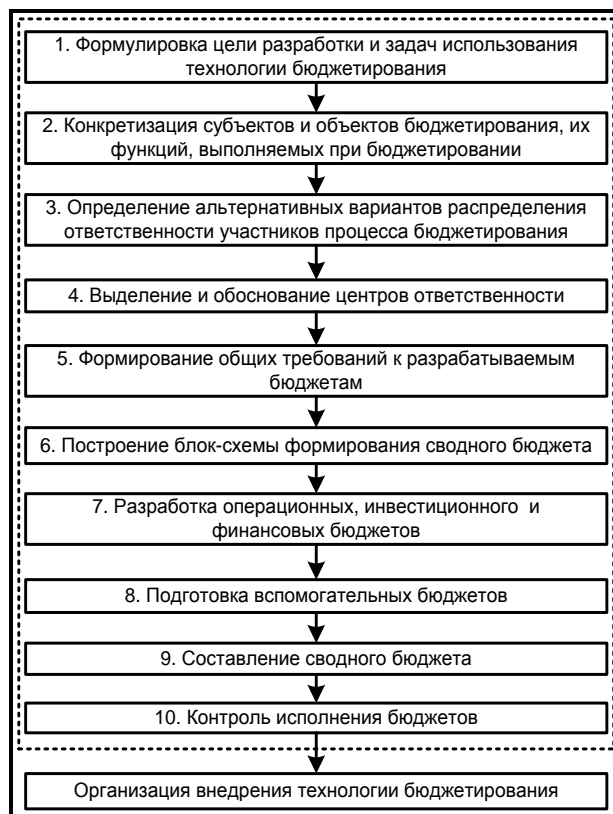 1. Формулировка цели разработки и задач использования
технологии бюджетирования
2. Конкретизация субъектов и объектов бюджетирования, их
функций, выполняемых при бюджетировании
3. Определение альтернативных вариантов распределения
ответственности участников процесса бюджетирования
4. Выделение и обоснование центров ответственности
5. Формирование общих требований к разрабатываемым
бюджетам
6. Построение блок-схемы формирования сводного бюджета
7. Разработка операционных, инвестиционного и
финансовых бюджетов
8. Подготовка вспомогательных бюджетов
9. Составление сводного бюджета
10. Контроль исполнения бюджетов
Организация внедрения технологии бюджетирования